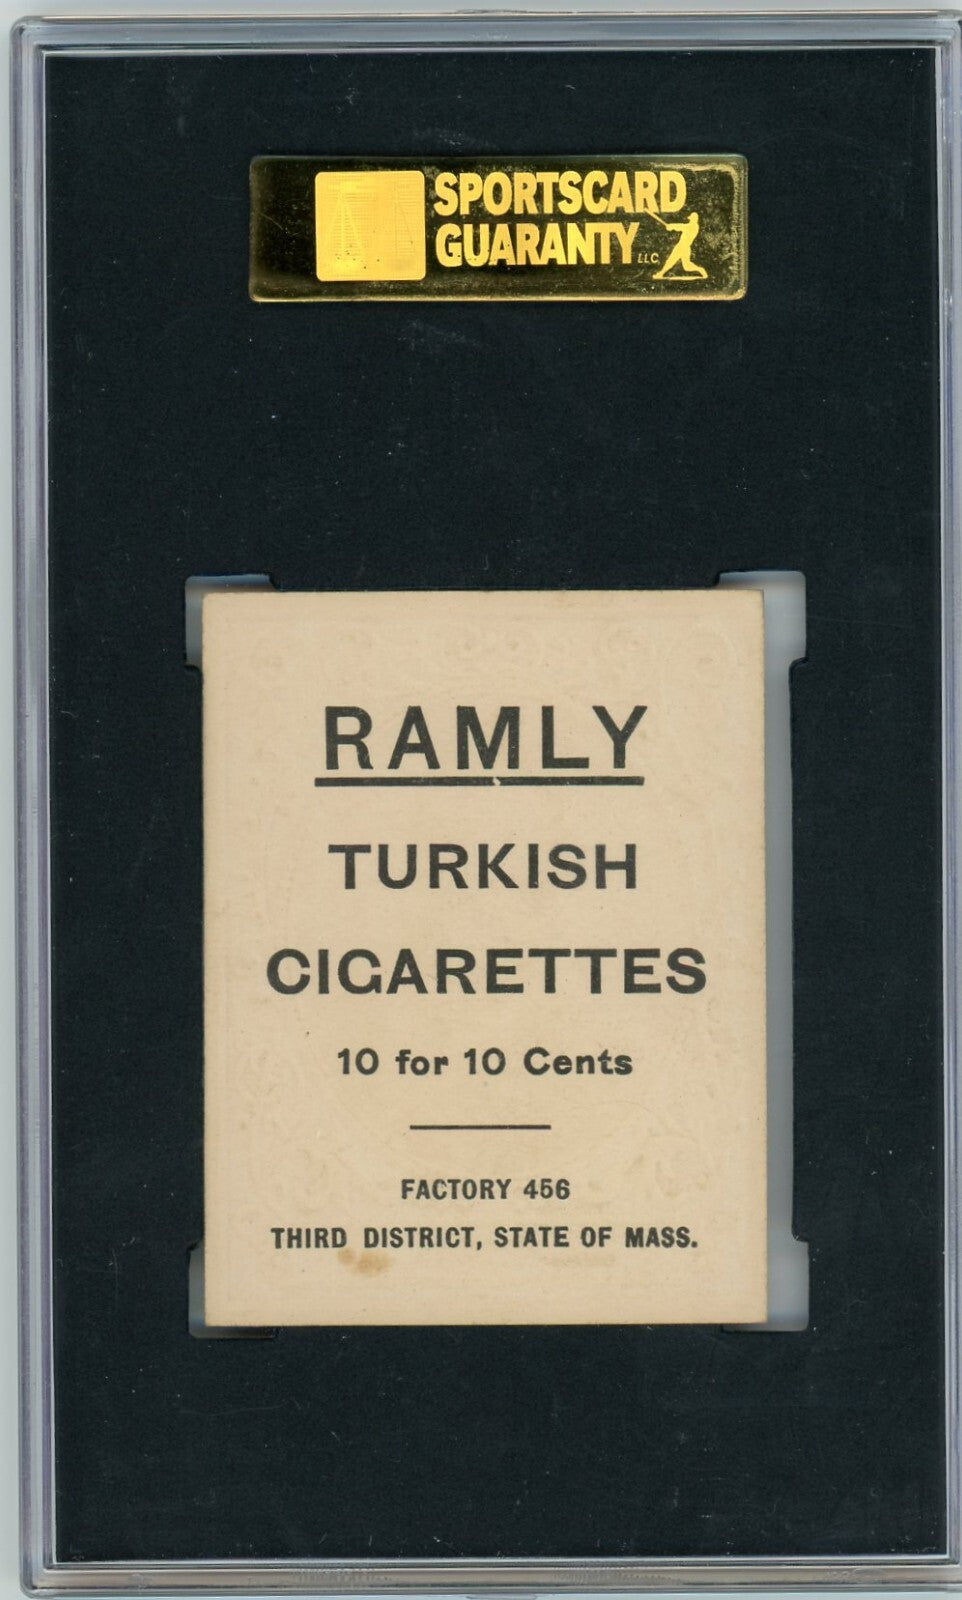 SPORTSCARD
GUARANTY LLC
RAMLY
TURKISH
CIGARETTES
10 for 10 Cents
FACTORY 456
THIRD DISTRICT, STATE OF MASS.